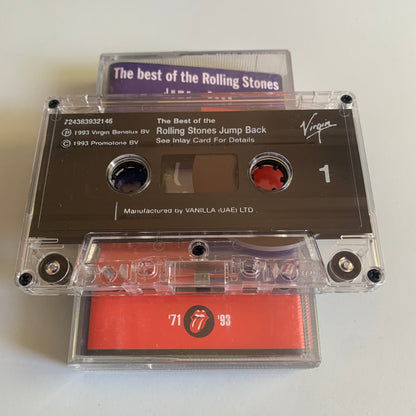 The best of the Rolling Stones
724383932146
℗ 1993 Virgin Benelux BV
© 1993 Promotone BV
The Best of the
Rolling Stones Jump Back
See Inlay Card For Details
Virgin
1
Manufactured by VANILLA (UAE) LTD.
'71 '93